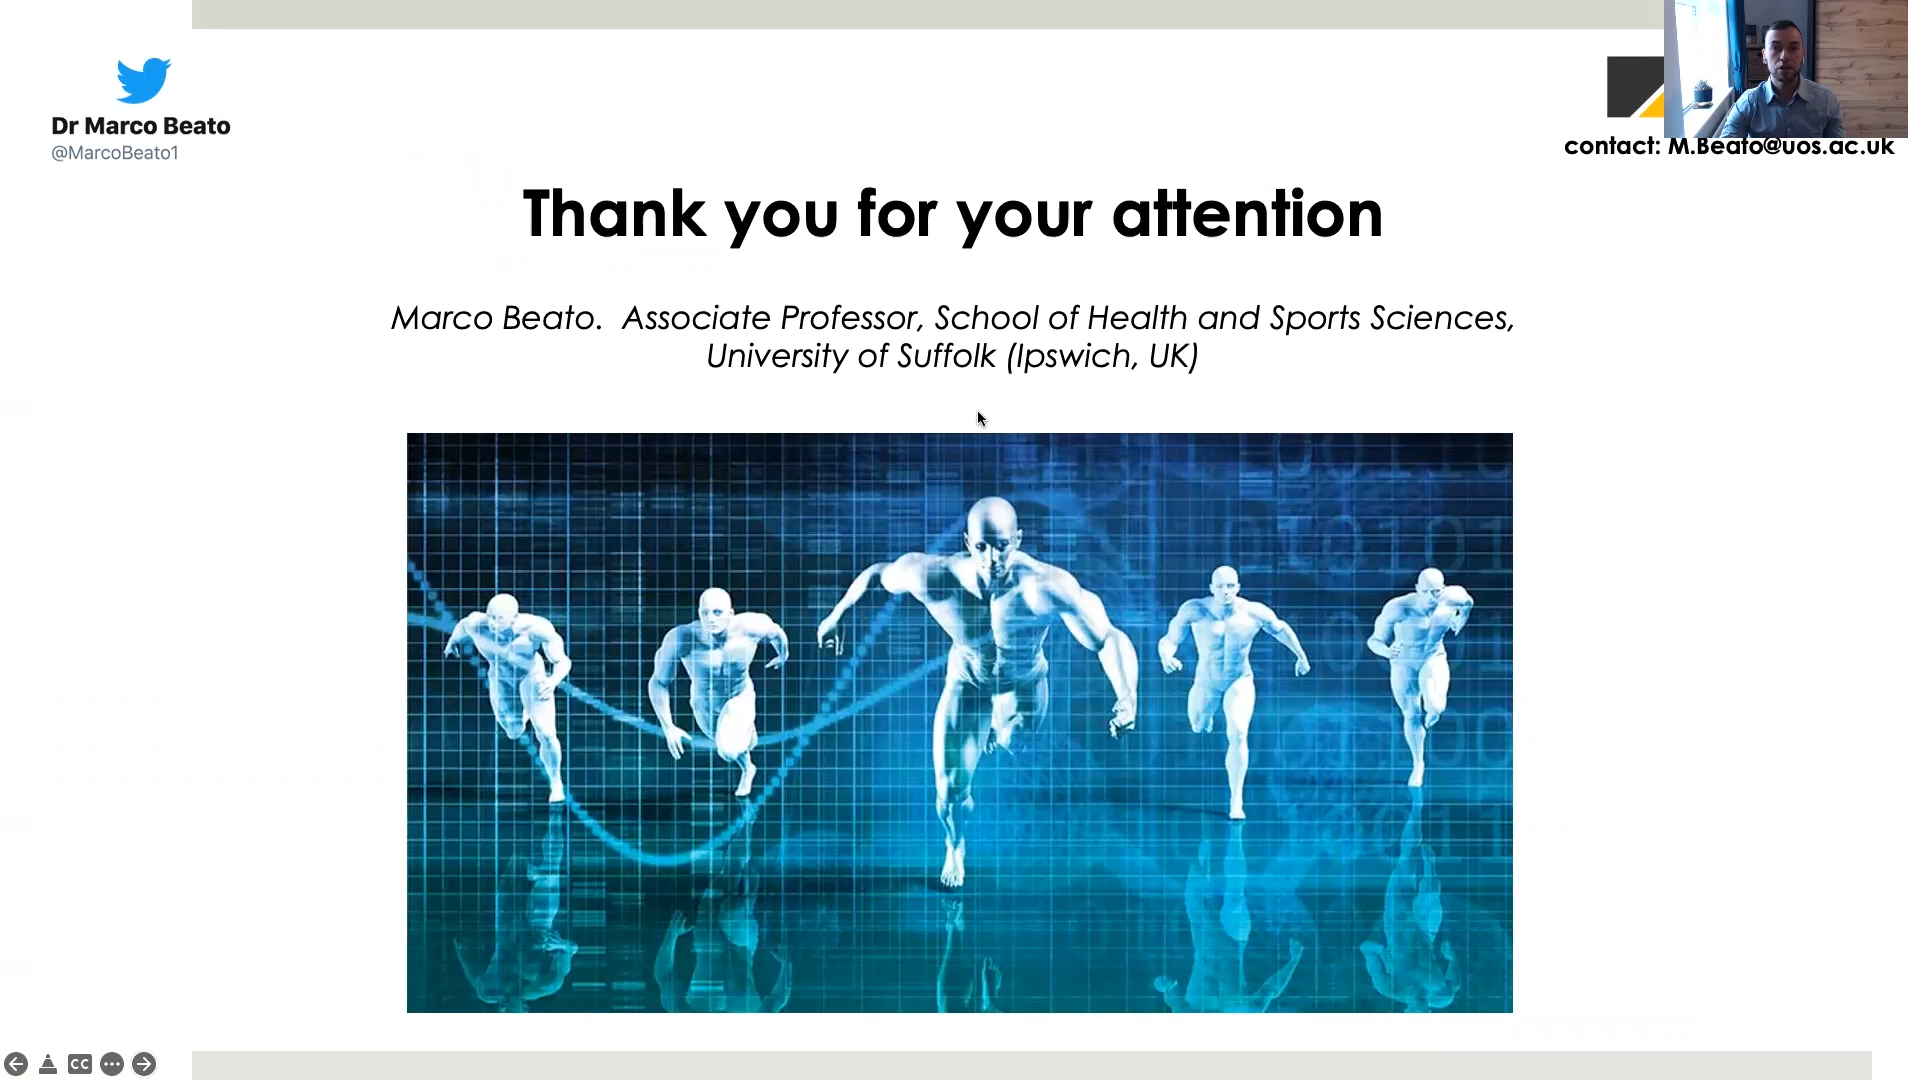 Dr Marco Beato
@MarcoBeato1
contact: M.Beato@uos.ac.uk
Thank you for your attention
Marco Beato.  Associate Professor, School of Health and Sports Sciences,
University of Suffolk (Ipswich, UK)
CC